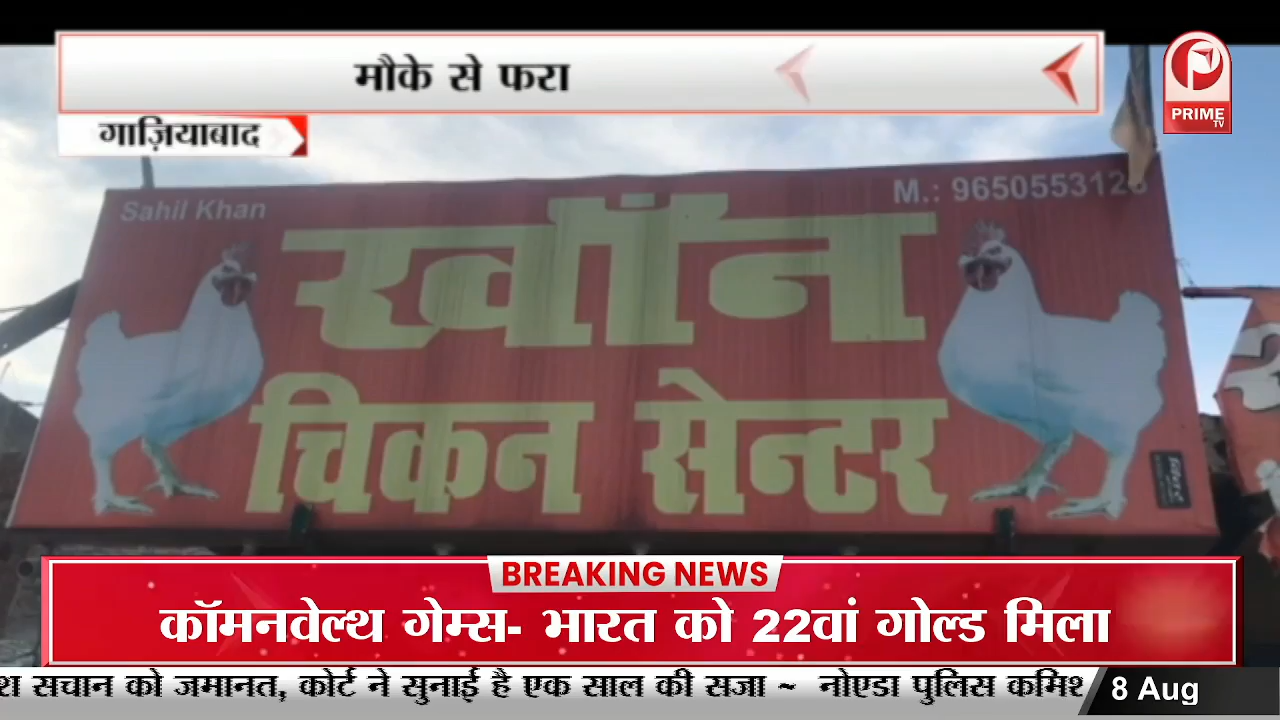 मौके से फरा
PRIME
TV
गाज़ियाबाद
Sahil Khan
M.: 9650553128
खॉन
चिकन सेन्टर
BREAKING NEWS
कॉमनवेल्थ गेम्स- भारत को 22वां गोल्ड मिला
श सचान को जमानत, कोर्ट ने सुनाई है एक साल की सजा ~ नोएडा पुलिस कमिश
8 Aug